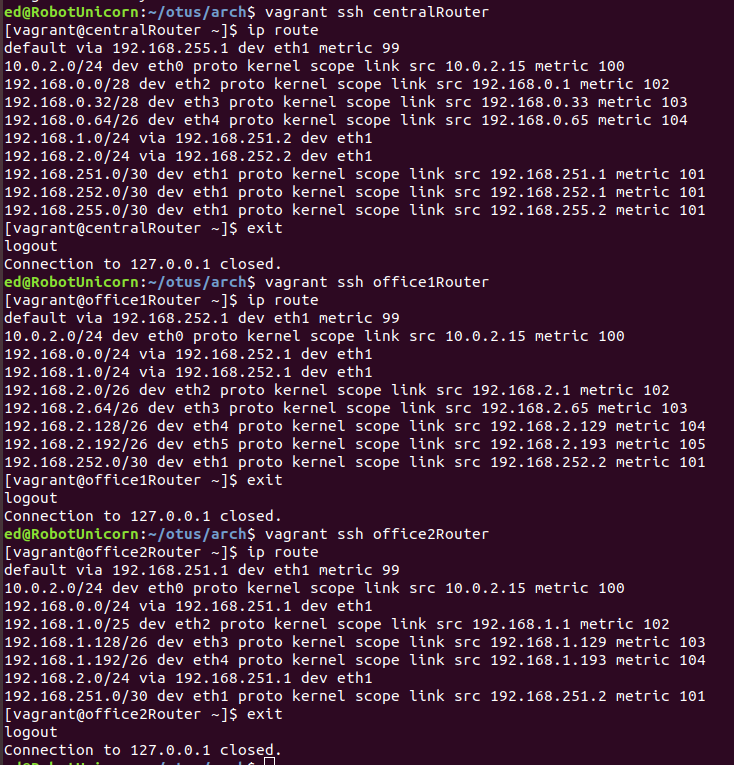 ed@RobotUnicorn:~/otus/arch$ vagrant ssh centralRouter
[vagrant@centralRouter ~]$ ip route
default via 192.168.255.1 dev eth1 metric 99
10.0.2.0/24 dev eth0 proto kernel scope link src 10.0.2.15 metric 100
192.168.0.0/28 dev eth2 proto kernel scope link src 192.168.0.1 metric 102
192.168.0.32/28 dev eth3 proto kernel scope link src 192.168.0.33 metric 103
192.168.0.64/26 dev eth4 proto kernel scope link src 192.168.0.65 metric 104
192.168.1.0/24 via 192.168.251.2 dev eth1
192.168.2.0/24 via 192.168.252.2 dev eth1
192.168.251.0/30 dev eth1 proto kernel scope link src 192.168.251.1 metric 101
192.168.252.0/30 dev eth1 proto kernel scope link src 192.168.252.1 metric 101
192.168.255.0/30 dev eth1 proto kernel scope link src 192.168.255.2 metric 101
[vagrant@centralRouter ~]$ exit
logout
Connection to 127.0.0.1 closed.
ed@RobotUnicorn:~/otus/arch$ vagrant ssh office1Router
[vagrant@office1Router ~]$ ip route
default via 192.168.252.1 dev eth1 metric 99
10.0.2.0/24 dev eth0 proto kernel scope link src 10.0.2.15 metric 100
192.168.0.0/24 via 192.168.252.1 dev eth1
192.168.1.0/24 via 192.168.252.1 dev eth1
192.168.2.0/26 dev eth2 proto kernel scope link src 192.168.2.1 metric 102
192.168.2.64/26 dev eth3 proto kernel scope link src 192.168.2.65 metric 103
192.168.2.128/26 dev eth4 proto kernel scope link src 192.168.2.129 metric 104
192.168.2.192/26 dev eth5 proto kernel scope link src 192.168.2.193 metric 105
192.168.252.0/30 dev eth1 proto kernel scope link src 192.168.252.2 metric 101
[vagrant@office1Router ~]$ exit
logout
Connection to 127.0.0.1 closed.
ed@RobotUnicorn:~/otus/arch$ vagrant ssh office2Router
[vagrant@office2Router ~]$ ip route
default via 192.168.251.1 dev eth1 metric 99
10.0.2.0/24 dev eth0 proto kernel scope link src 10.0.2.15 metric 100
192.168.0.0/24 via 192.168.251.1 dev eth1
192.168.1.0/25 dev eth2 proto kernel scope link src 192.168.1.1 metric 102
192.168.1.128/26 dev eth3 proto kernel scope link src 192.168.1.129 metric 103
192.168.1.192/26 dev eth4 proto kernel scope link src 192.168.1.193 metric 104
192.168.2.0/24 via 192.168.251.1 dev eth1
192.168.251.0/30 dev eth1 proto kernel scope link src 192.168.251.2 metric 101
[vagrant@office2Router ~]$ exit
logout
Connection to 127.0.0.1 closed.